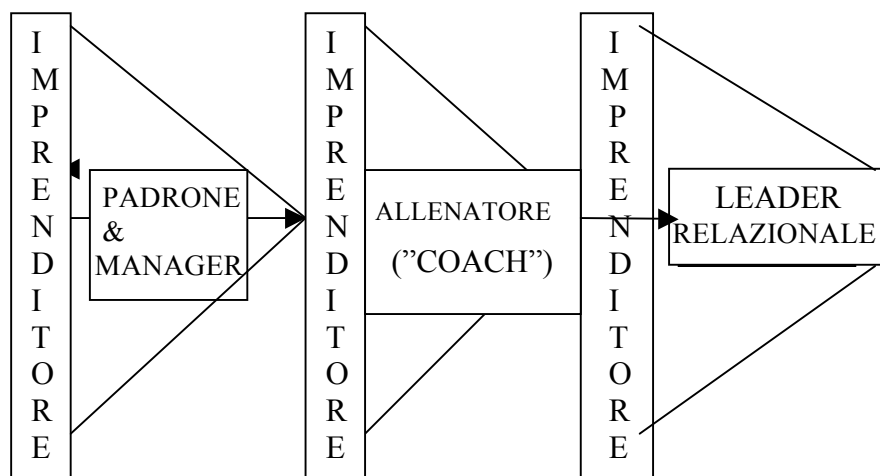 IMPRENDITORE
PADRONE
&
MANAGER
IMPRENDITORE
ALLENATORE
(”COACH”)
IMPRENDITORE
LEADER
RELAZIONALE